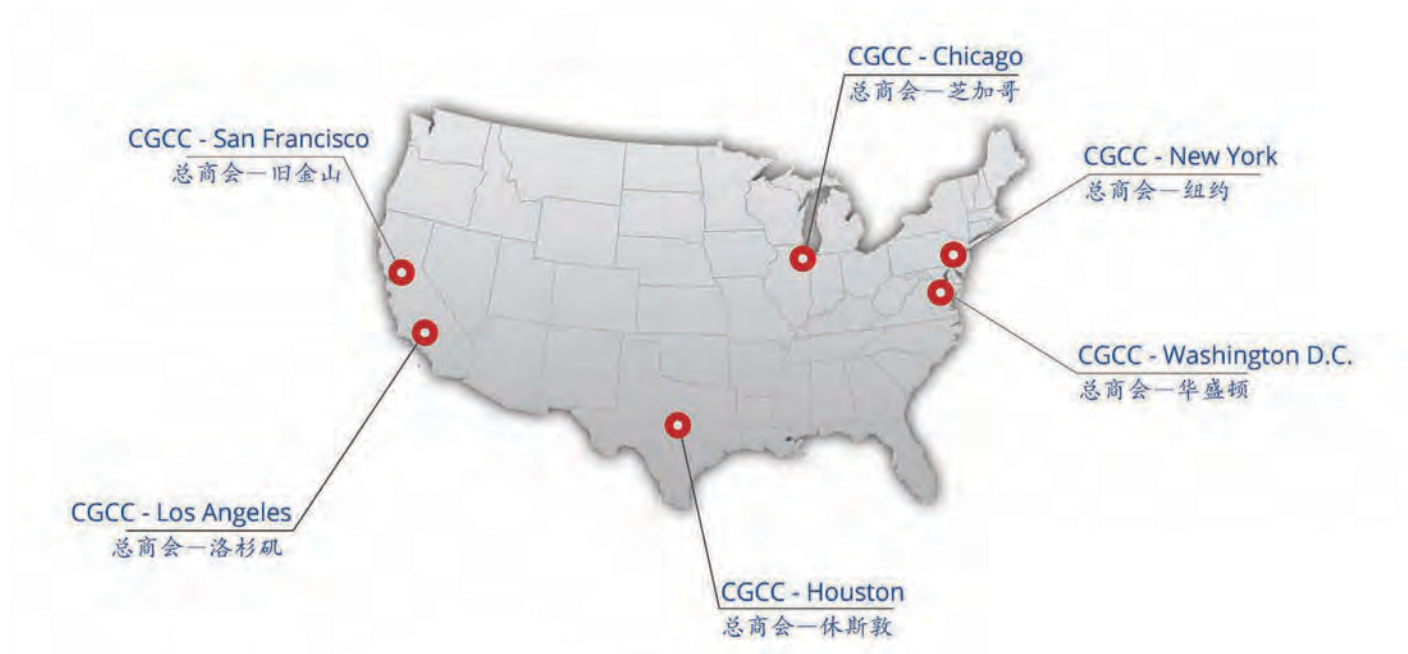 CGCC - Chicago
总商会—芝加哥
CGCC - San Francisco
总商会—旧金山
CGCC - New York
总商会—纽约
CGCC - Washington D.C.
总商会—华盛顿
CGCC - Los Angeles
总商会—洛杉矶
CGCC - Houston
总商会—休斯敦